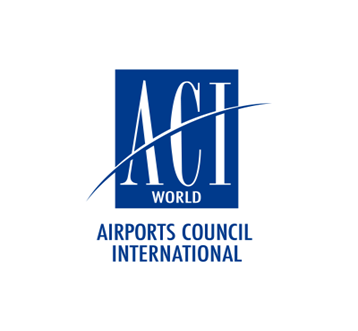 ACI
WORLD
AIRPORTS COUNCIL
INTERNATIONAL